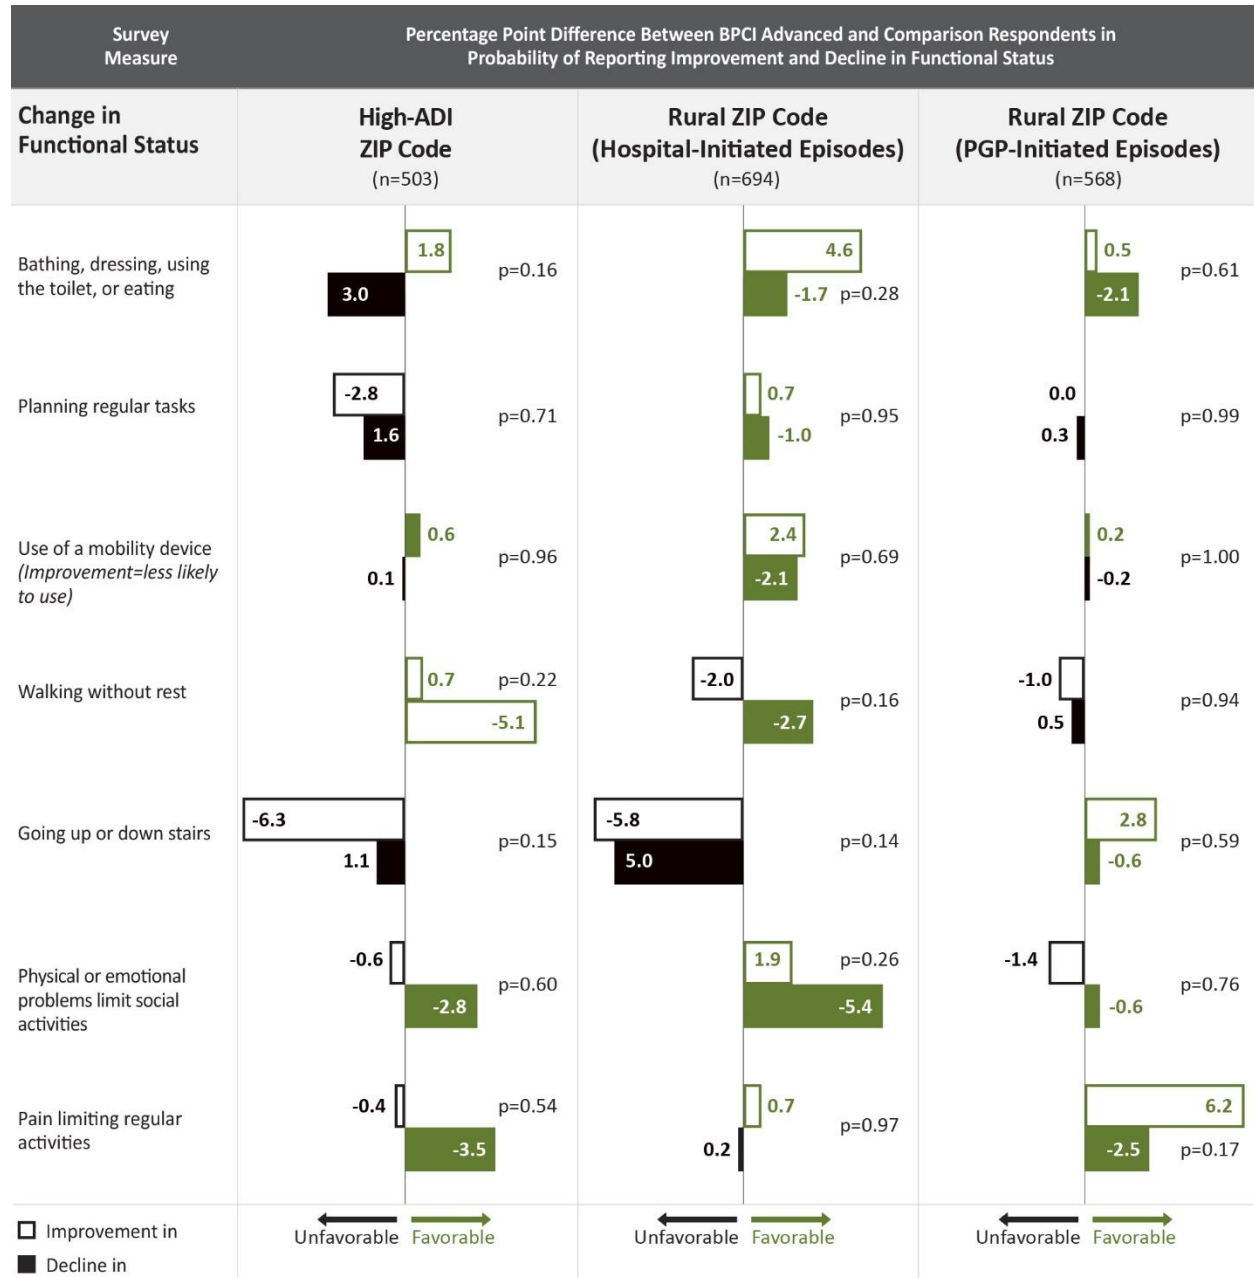 Survey
Measure
Percentage Point Difference Between BPCI Advanced and Comparison Respondents in
Probability of Reporting Improvement and Decline in Functional Status
Change in
Functional Status
High-ADI
ZIP Code
(n=503)
Rural ZIP Code
(Hospital-Initiated Episodes)
(n=694)
Rural ZIP Code
(PGP-Initiated Episodes)
(n=568)
Bathing, dressing, using
the toilet, or eating
1.8
3.0
p=0.16
4.6
-1.7
p=0.28
0.5
-2.1
p=0.61
Planning regular tasks
-2.8
1.6
p=0.71
0.7
-1.0
p=0.95
0.0
0.3
p=0.99
Use of a mobility device
(Improvement=less likely
to use)
0.6
0.1
p=0.96
2.4
-2.1
p=0.69
0.2
-0.2
p=1.00
Walking without rest
0.7
-5.1
p=0.22
-2.0
-2.7
p=0.16
-1.0
0.5
p=0.94
Going up or down stairs
-6.3
1.1
p=0.15
-5.8
5.0
p=0.14
2.8
-0.6
p=0.59
Physical or emotional
problems limit social
activities
-0.6
-2.8
p=0.60
1.9
-5.4
p=0.26
-1.4
-0.6
p=0.76
Pain limiting regular
activities
-0.4
-3.5
p=0.54
0.7
0.2
p=0.97
6.2
-2.5
p=0.17
Improvement in
Decline in
Unfavorable Favorable
Unfavorable Favorable
Unfavorable Favorable